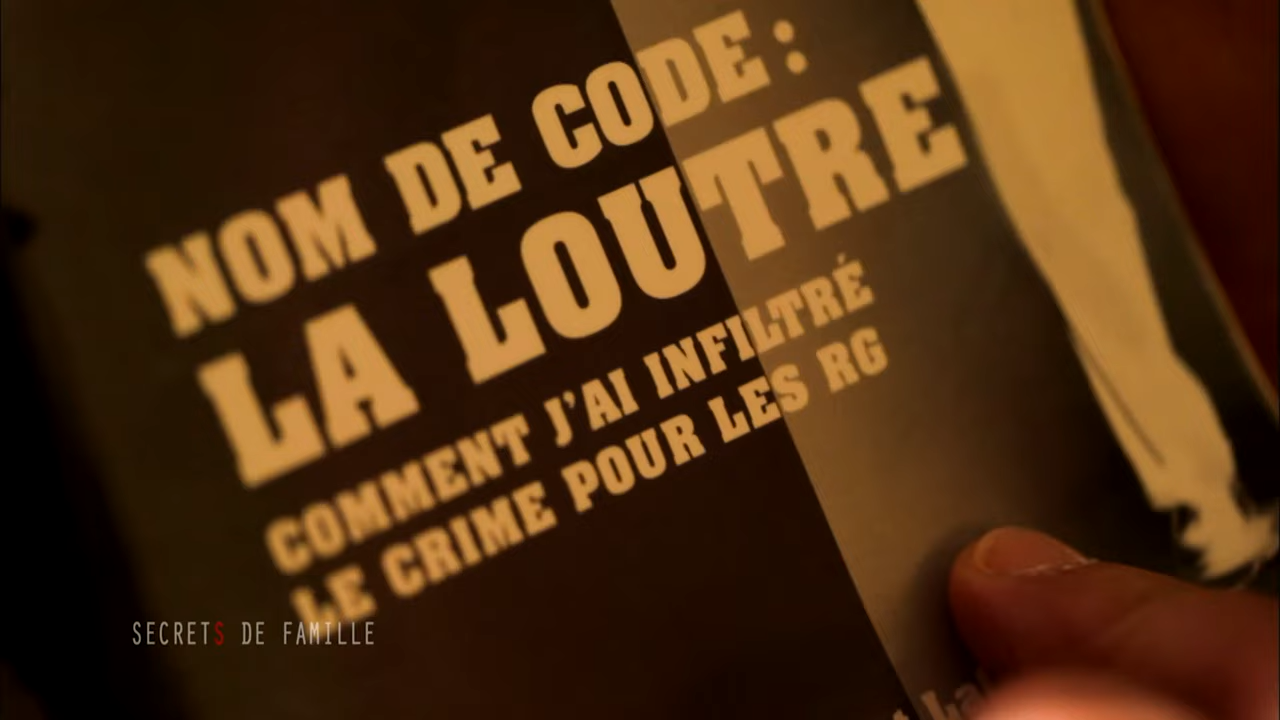 NOM DE CODE :
LA LOUTRE
COMMENT J'AI INFILTRÉ
LE CRIME POUR LES RG
SECRETS DE FAMILLE